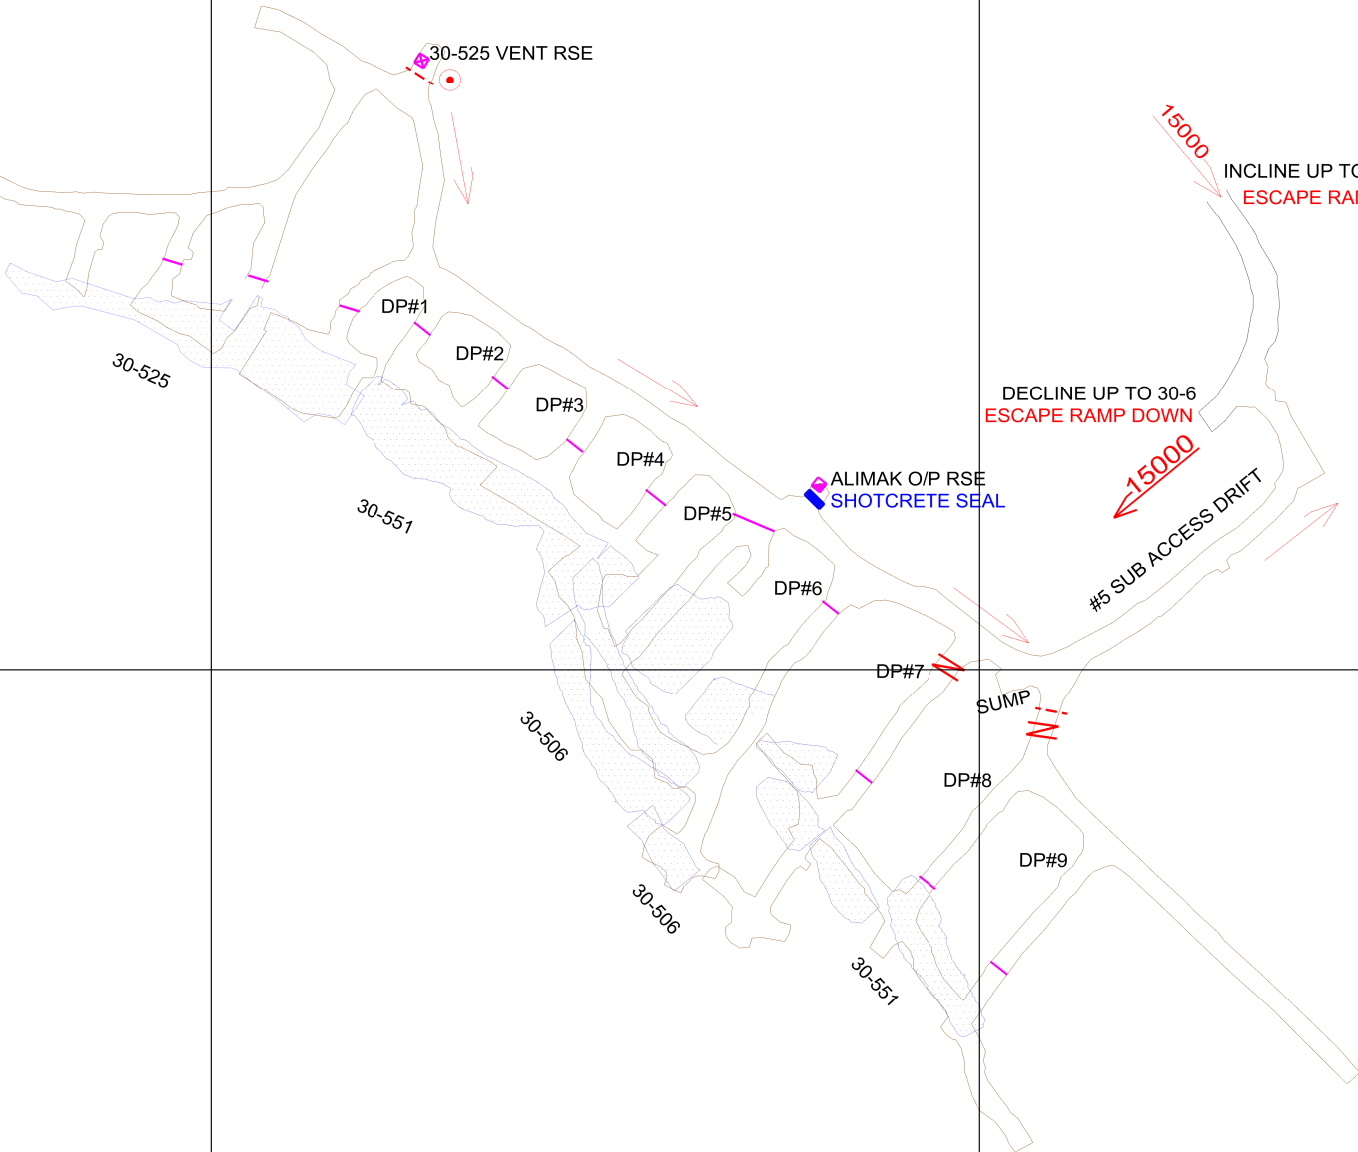 30-525 VENT RSE
15000
INCLINE UP TO
ESCAPE RA
DP#1
DP#2
30-525
DP#3
DECLINE UP TO 30-6
ESCAPE RAMP DOWN
DP#4
15000
ALIMAK O/P RSE
SHOTCRETE SEAL
30-551
DP#5
#5 SUB ACCESS DRIFT
DP#6
DP#7
SUMP
30-506
DP#8
DP#9
30-506
30-551